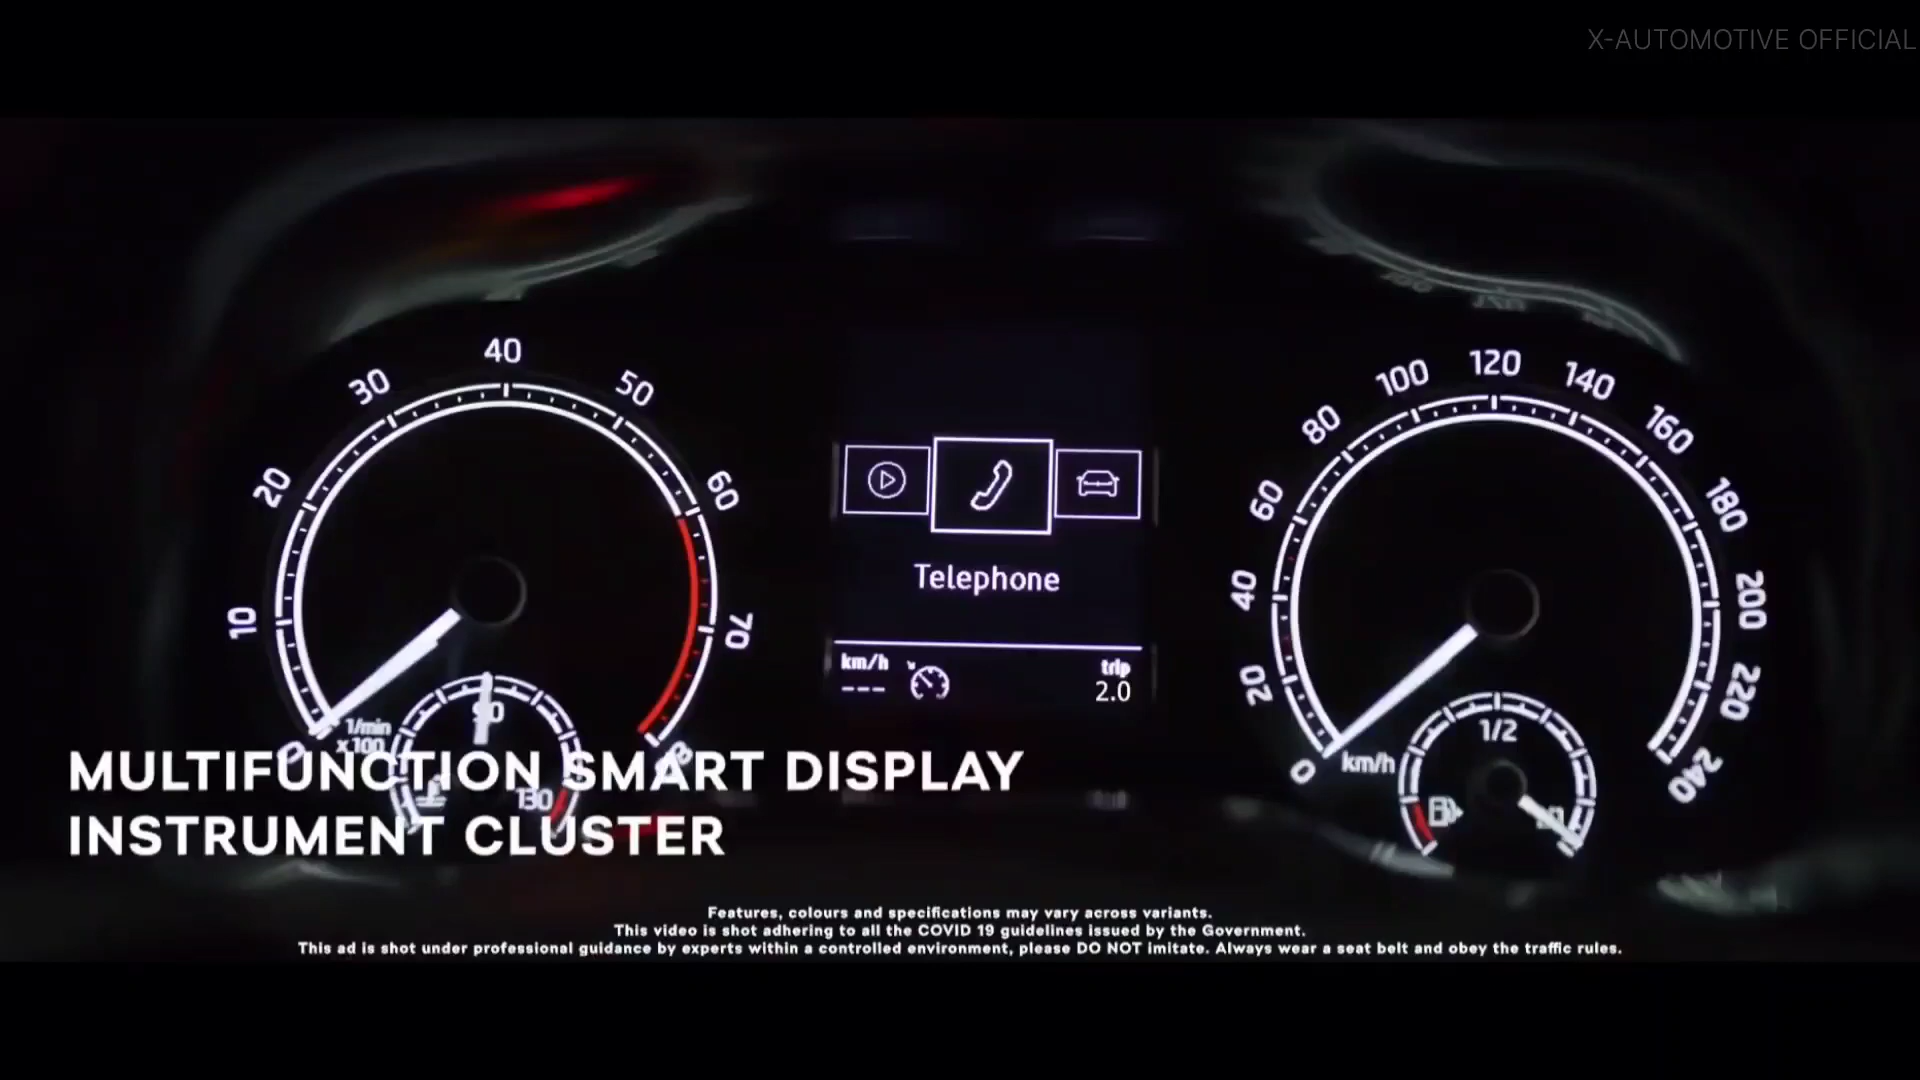 X-AUTOMOTIVE OFFICIAL
40
30
50
20
60
10
70
1/min
x100
90
130
Telephone
km/h
---
trip
2.0
120
100
140
80
160
60
180
40
200
20
220
0
240
km/h
1/2
MULTIFUNCTION SMART DISPLAY
INSTRUMENT CLUSTER
Features, colours and specifications may vary across variants.
This video is shot adhering to all the COVID 19 guidelines issued by the Government.
This ad is shot under professional guidance by experts within a controlled environment, please DO NOT imitate. Always wear a seat belt and obey the traffic rules.